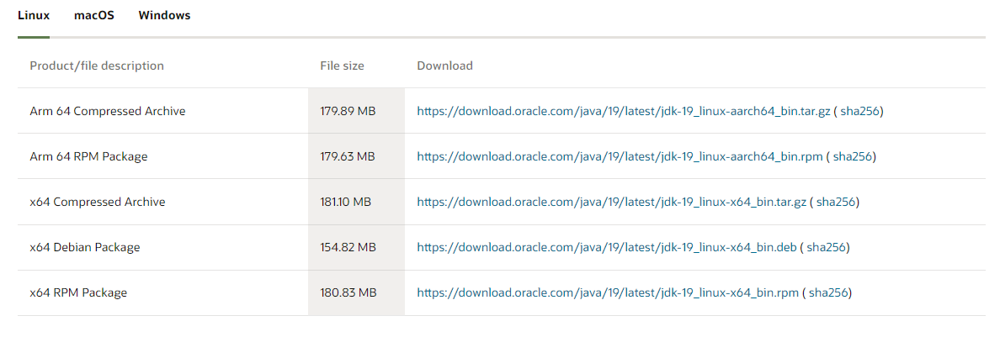 Linux macOS Windows
Product/file description File size Download
Arm 64 Compressed Archive 179.89 MB https://download.oracle.com/java/19/latest/jdk-19_linux-aarch64_bin.tar.gz ( sha256)
Arm 64 RPM Package 179.63 MB https://download.oracle.com/java/19/latest/jdk-19_linux-aarch64_bin.rpm ( sha256)
x64 Compressed Archive 181.10 MB https://download.oracle.com/java/19/latest/jdk-19_linux-x64_bin.tar.gz ( sha256)
x64 Debian Package 154.82 MB https://download.oracle.com/java/19/latest/jdk-19_linux-x64_bin.deb ( sha256)
x64 RPM Package 180.83 MB https://download.oracle.com/java/19/latest/jdk-19_linux-x64_bin.rpm ( sha256)